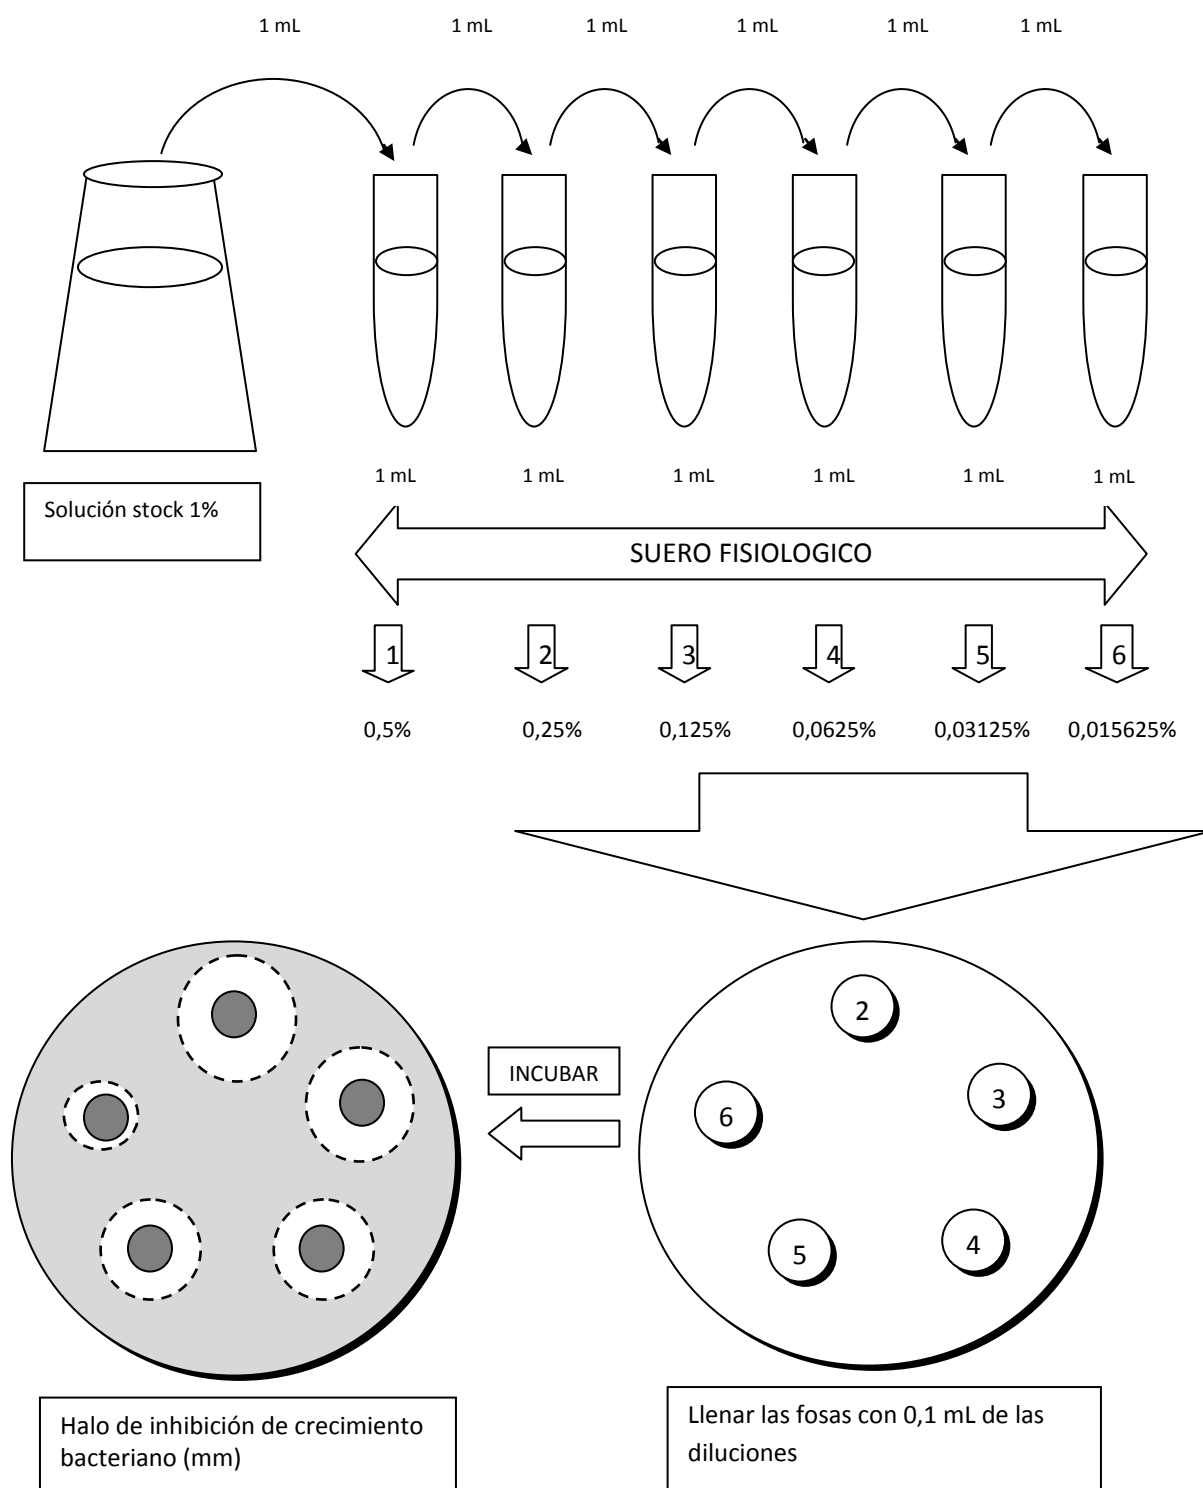 1 mL 1 mL 1 mL 1 mL 1 mL 1 mL
1 mL 1 mL 1 mL 1 mL 1 mL 1 mL
Solución stock 1%
SUERO FISIOLOGICO
1 2 3 4 5 6
0,5% 0,25% 0,125% 0,0625% 0,03125% 0,015625%
2
3
6
INCUBAR
5
4
Halo de inhibición de crecimiento
bacteriano (mm)
Llenar las fosas con 0,1 mL de las
diluciones